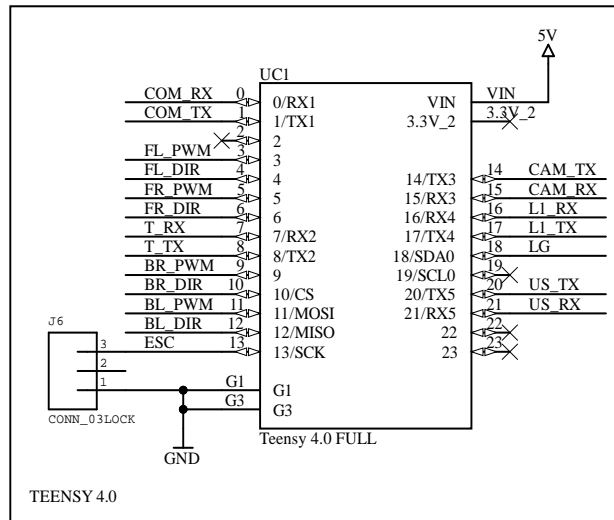 5V
UC1
COM_RX 0 0/RX1 VIN VIN
COM_TX 1 1/TX1 3.3V_2 3.3V_2
2 2
FL_PWM 3 3
FL_DIR 4 4 14/TX3 14 CAM_TX
FR_PWM 5 5 15/RX3 15 CAM_RX
FR_DIR 6 6 16/RX4 16 L1_RX
T_RX 7 7/RX2 17/TX4 17 L1_TX
T_TX 8 8/TX2 18/SDA0 18 LG
BR_PWM 9 9 19/SCL0 19
BR_DIR 10 10/CS 20/TX5 20 US_TX
BL_PWM 11 11/MOSI 21/RX5 21 US_RX
J6 BL_DIR 12 12/MISO 22 22
3 ESC 13 13/SCK 23 23
2
1 G1 G1
G3 G3
CONN_03LOCK
Teensy 4.0 FULL
GND
TEENSY 4.0